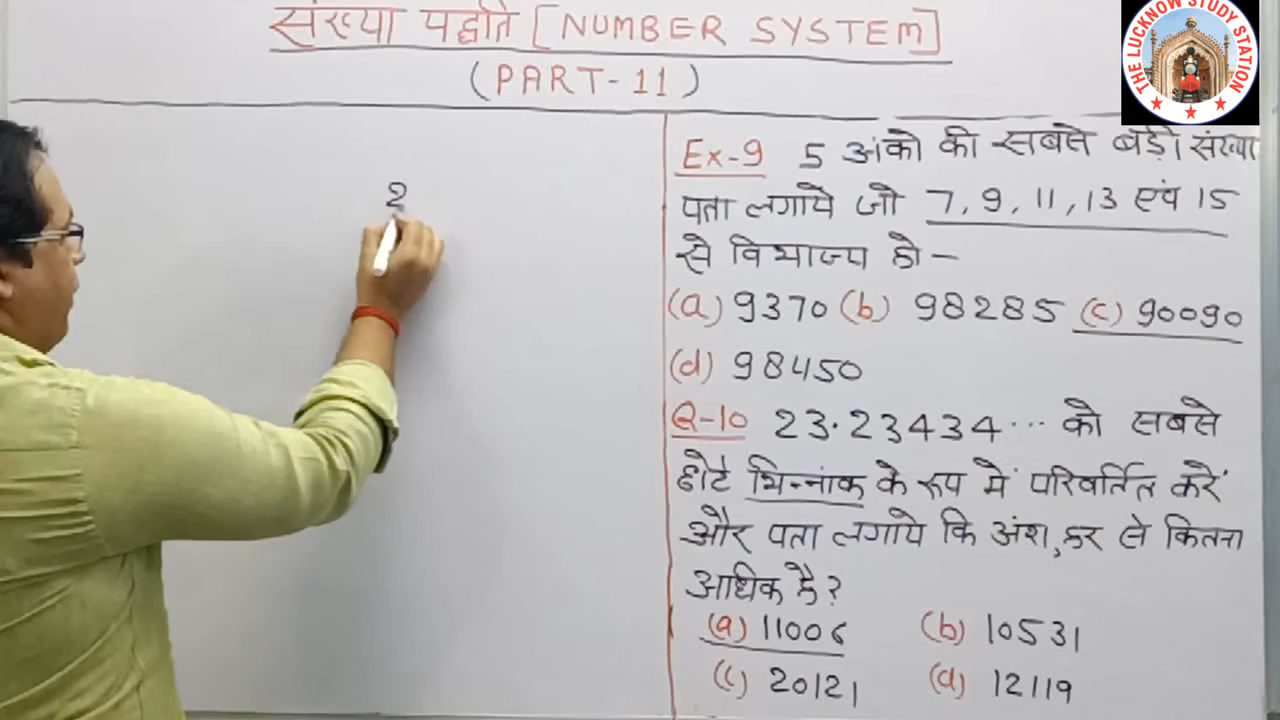 संख्या पद्धति [NUMBER SYSTEM]
(PART-11)
THE LUCKNOW STUDY STATION
2
Ex-9 5 अंको की सबसे बड़ी संख्या
पता लगाये जो 7, 9, 11, 13 एवं 15
से विभाज्य हो-
(a) 9370 (b) 98285 (c) 90090
(d) 98450
Q-10 23.23434... को सबसे
छोटे भिन्नांक के रूप में परिवर्तित करें
और पता लगाये कि अंश, हर से कितना
अधिक है?
(a) 11006 (b) 10531
(c) 20121 (d) 12119